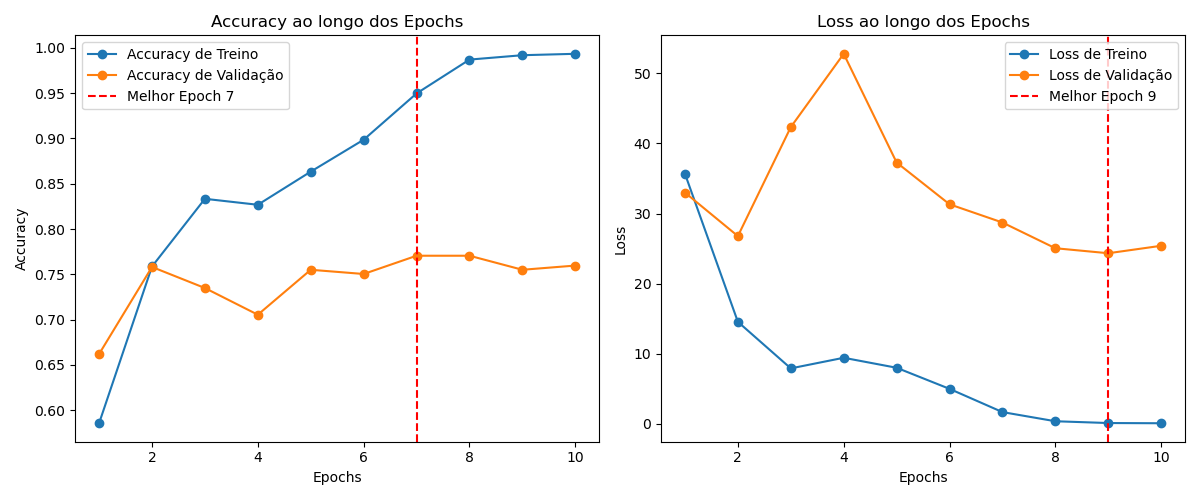 Accuracy ao longo dos Epochs
Accuracy de Treino
Accuracy de Validação
Melhor Epoch 7
1.00
0.95
0.90
0.85
0.80
0.75
0.70
0.65
0.60
Accuracy
2 4 6 8 10
Epochs
Loss ao longo dos Epochs
Loss de Treino
Loss de Validação
Melhor Epoch 9
50
40
30
20
10
0
Loss
2 4 6 8 10
Epochs